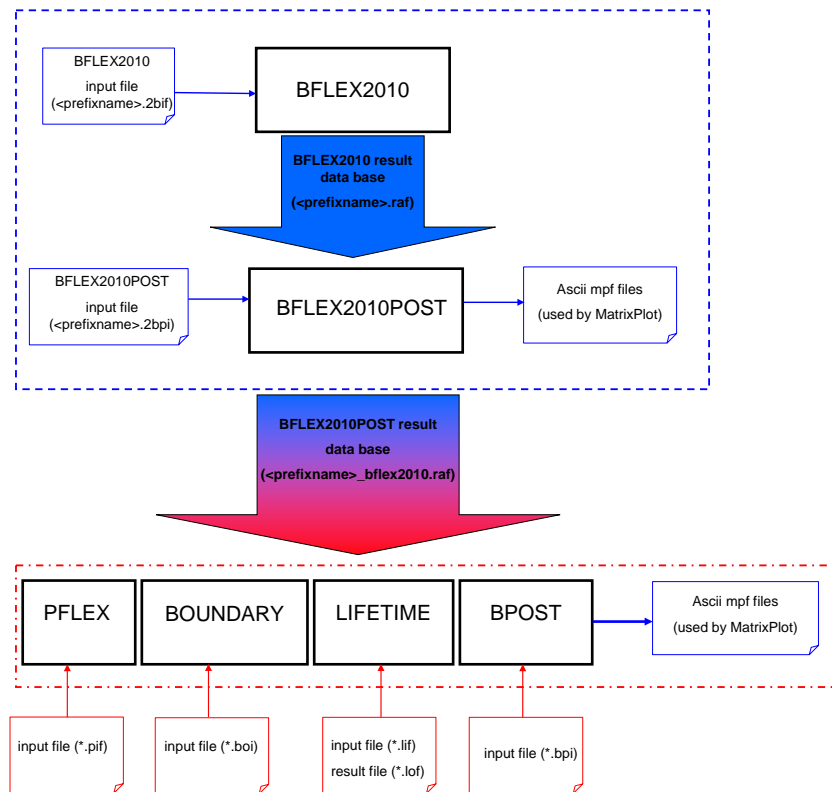 BFLEX2010
input file
(<prefixname>.2bif)
BFLEX2010
BFLEX2010 result
data base
(<prefixname>.raf)
BFLEX2010POST
input file
(<prefixname>.2bpi)
BFLEX2010POST
Ascii mpf files
(used by MatrixPlot)
BFLEX2010POST result
data base
(<prefixname>_bflex2010.raf)
PFLEX
BOUNDARY
LIFETIME
BPOST
Ascii mpf files
(used by MatrixPlot)
input file (*.pif)
input file (*.boi)
input file (*.lif)
result file (*.lof)
input file (*.bpi)